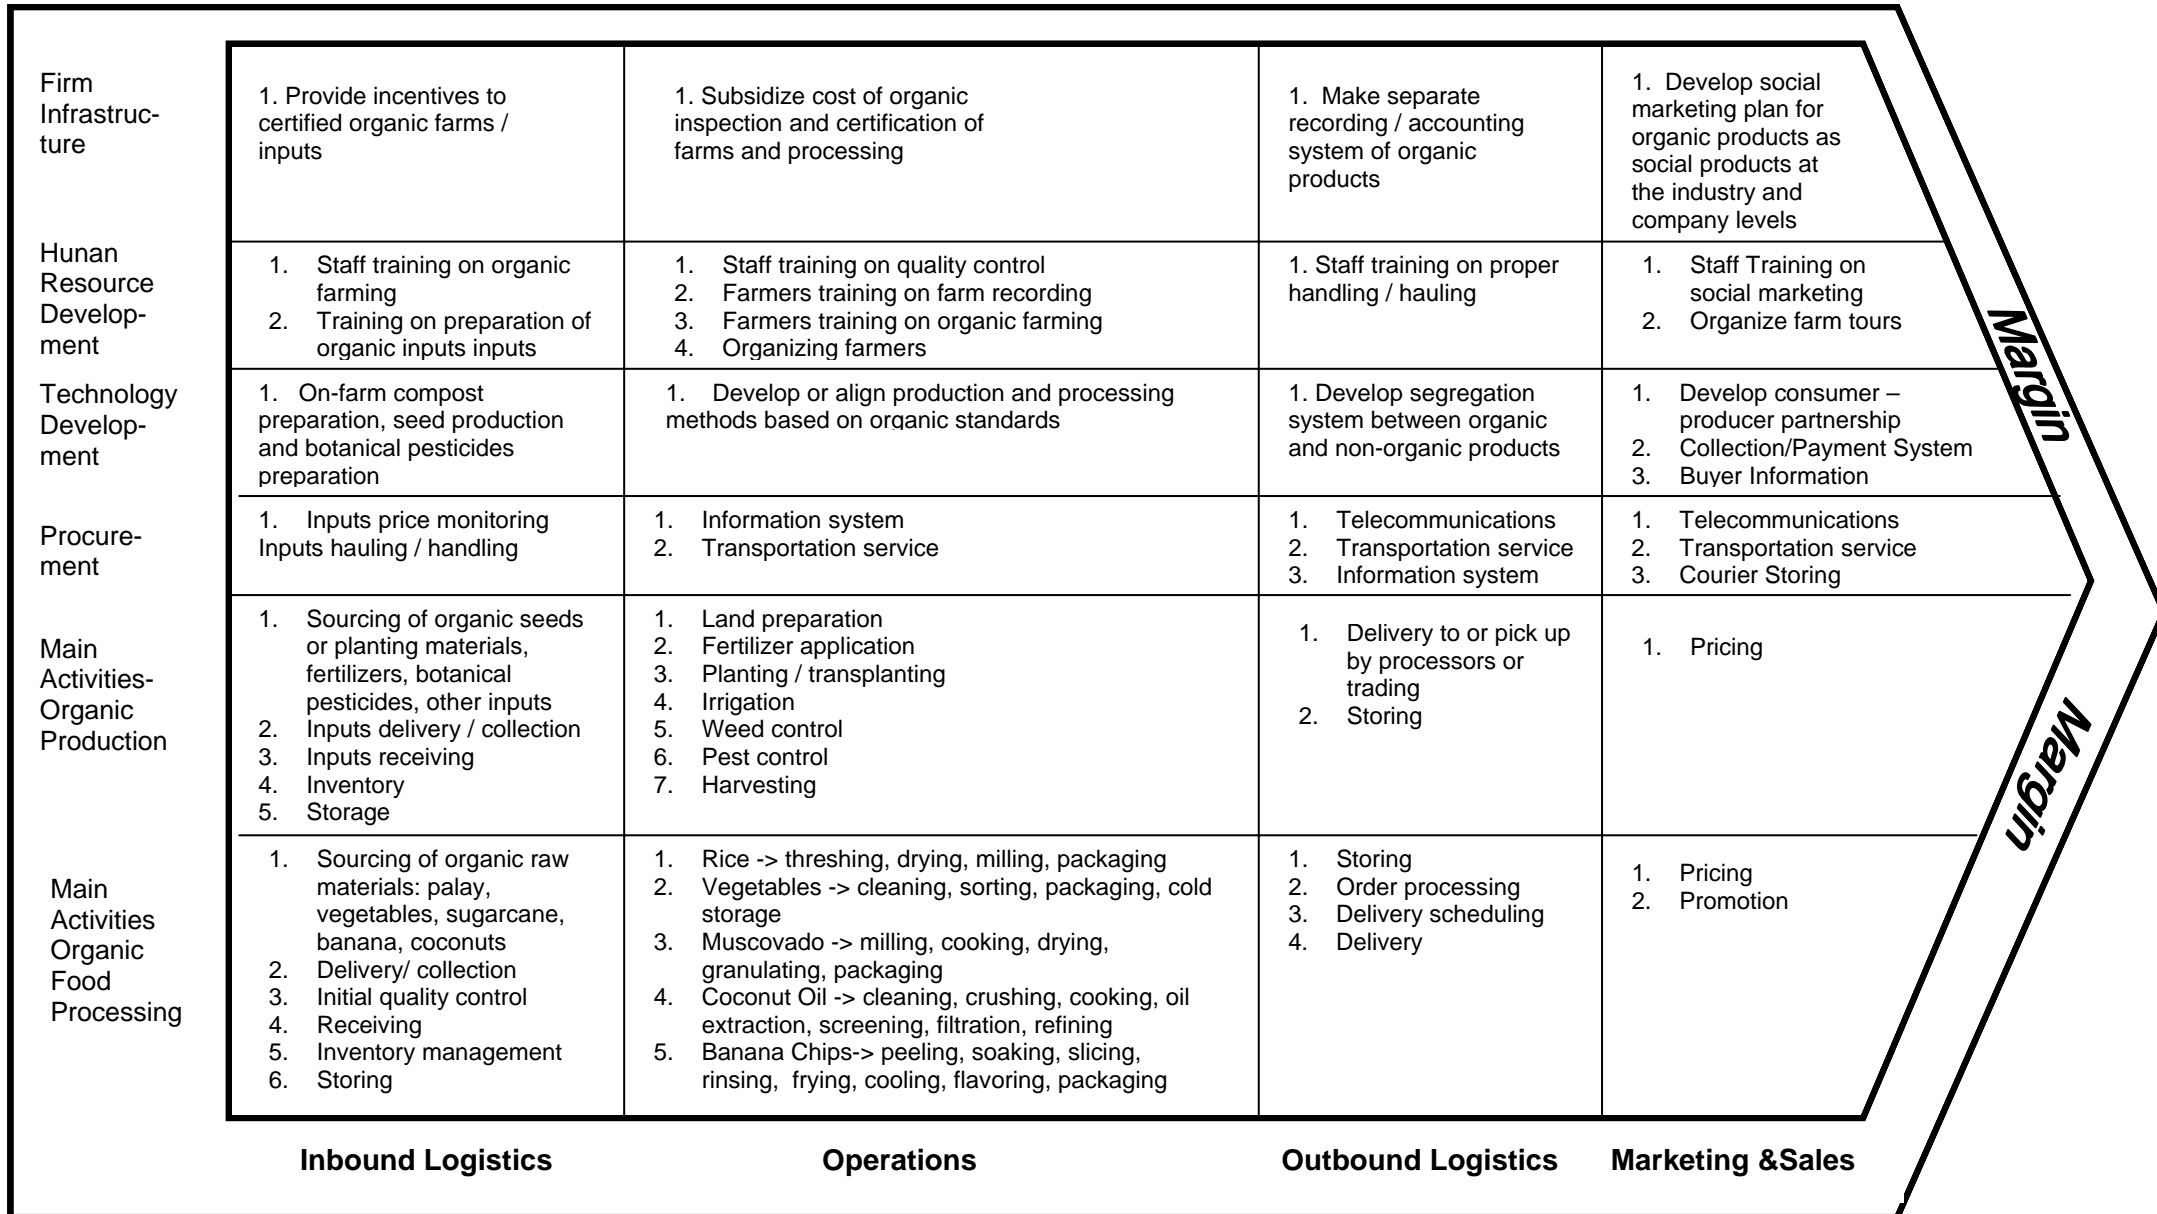 Firm
Infrastruc-
ture
1. Provide incentives to
certified organic farms /
inputs
1. Subsidize cost of organic
inspection and certification of
farms and processing
1. Make separate
recording / accounting
system of organic
products
1. Develop social
marketing plan for
organic products as
social products at
the industry and
company levels
Hunan
Resource
Develop-
ment
1. Staff training on organic
farming
2. Training on preparation of
organic inputs inputs
1. Staff training on quality control
2. Farmers training on farm recording
3. Farmers training on organic farming
4. Organizing farmers
1. Staff training on proper
handling / hauling
1. Staff Training on
social marketing
2. Organize farm tours
Technology
Develop-
ment
1. On-farm compost
preparation, seed production
and botanical pesticides
preparation
1. Develop or align production and processing
methods based on organic standards
1. Develop segregation
system between organic
and non-organic products
1. Develop consumer –
producer partnership
2. Collection/Payment System
3. Buyer Information
Procure-
ment
1. Inputs price monitoring
Inputs hauling / handling
1. Information system
2. Transportation service
1. Telecommunications
2. Transportation service
3. Information system
1. Telecommunications
2. Transportation service
3. Courier Storing
Main
Activities-
Organic
Production
1. Sourcing of organic seeds
or planting materials,
fertilizers, botanical
pesticides, other inputs
2. Inputs delivery / collection
3. Inputs receiving
4. Inventory
5. Storage
1. Land preparation
2. Fertilizer application
3. Planting / transplanting
4. Irrigation
5. Weed control
6. Pest control
7. Harvesting
1. Delivery to or pick up
by processors or
trading
2. Storing
1. Pricing
Main
Activities
Organic
Food
Processing
1. Sourcing of organic raw
materials: palay,
vegetables, sugarcane,
banana, coconuts
2. Delivery/ collection
3. Initial quality control
4. Receiving
5. Inventory management
6. Storing
1. Rice -> threshing, drying, milling, packaging
2. Vegetables -> cleaning, sorting, packaging, cold
storage
3. Muscovado -> milling, cooking, drying,
granulating, packaging
4. Coconut Oil -> cleaning, crushing, cooking, oil
extraction, screening, filtration, refining
5. Banana Chips-> peeling, soaking, slicing,
rinsing, frying, cooling, flavoring, packaging
1. Storing
2. Order processing
3. Delivery scheduling
4. Delivery
1. Pricing
2. Promotion
Margin
Margin
Inbound Logistics
Operations
Outbound Logistics
Marketing &Sales